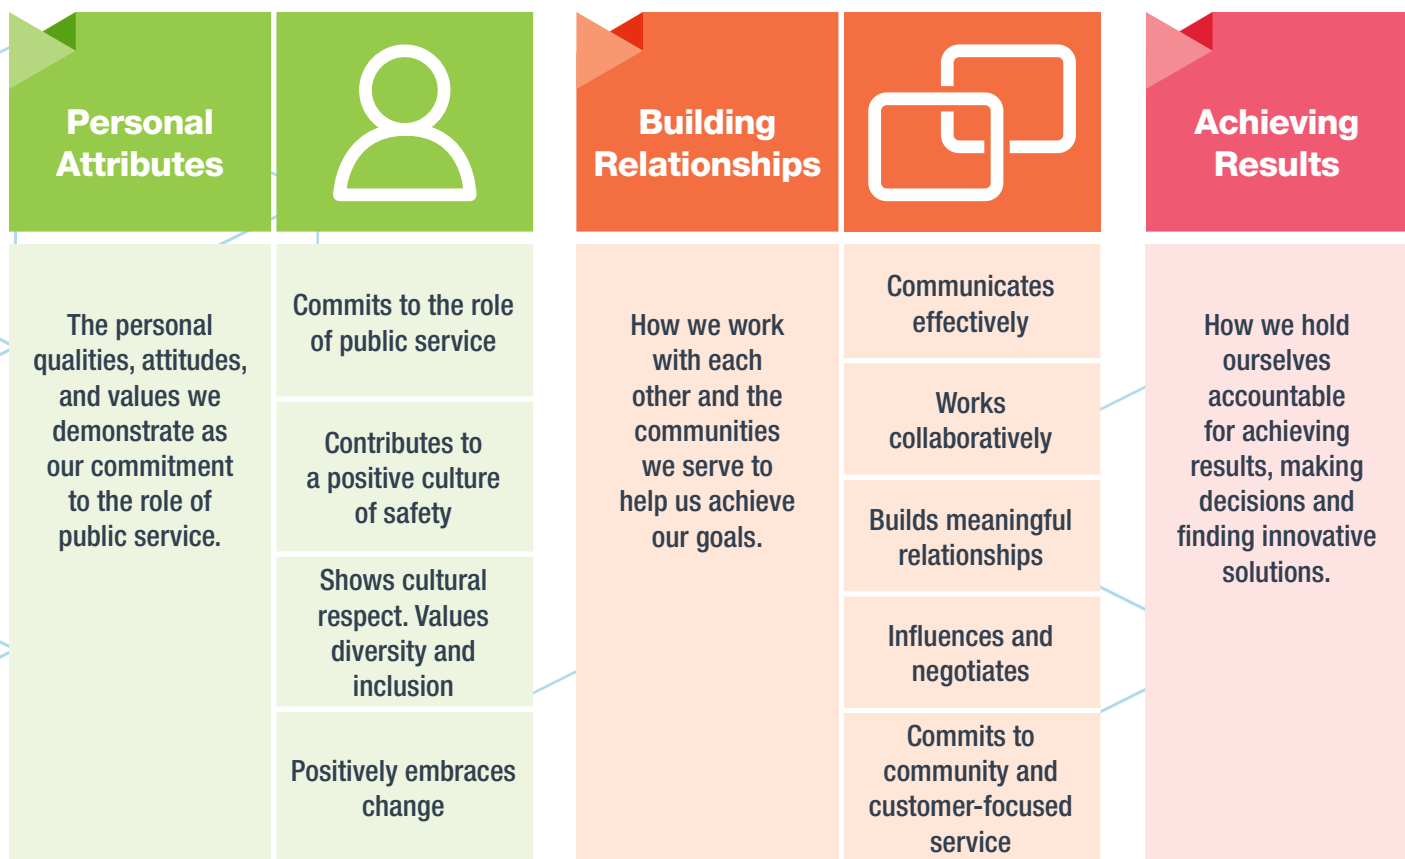 Personal
Attributes
The personal
qualities, attitudes,
and values we
demonstrate as
our commitment
to the role of
public service.
Commits to the role
of public service
Contributes to
a positive culture
of safety
Shows cultural
respect. Values
diversity and
inclusion
Positively embraces
change
Building
Relationships
How we work
with each
other and the
communities
we serve to
help us achieve
our goals.
Communicates
effectively
Works
collaboratively
Builds meaningful
relationships
Influences and
negotiates
Commits to
community and
customer-focused
service
Achieving
Results
How we hold
ourselves
accountable
for achieving
results, making
decisions and
finding innovative
solutions.